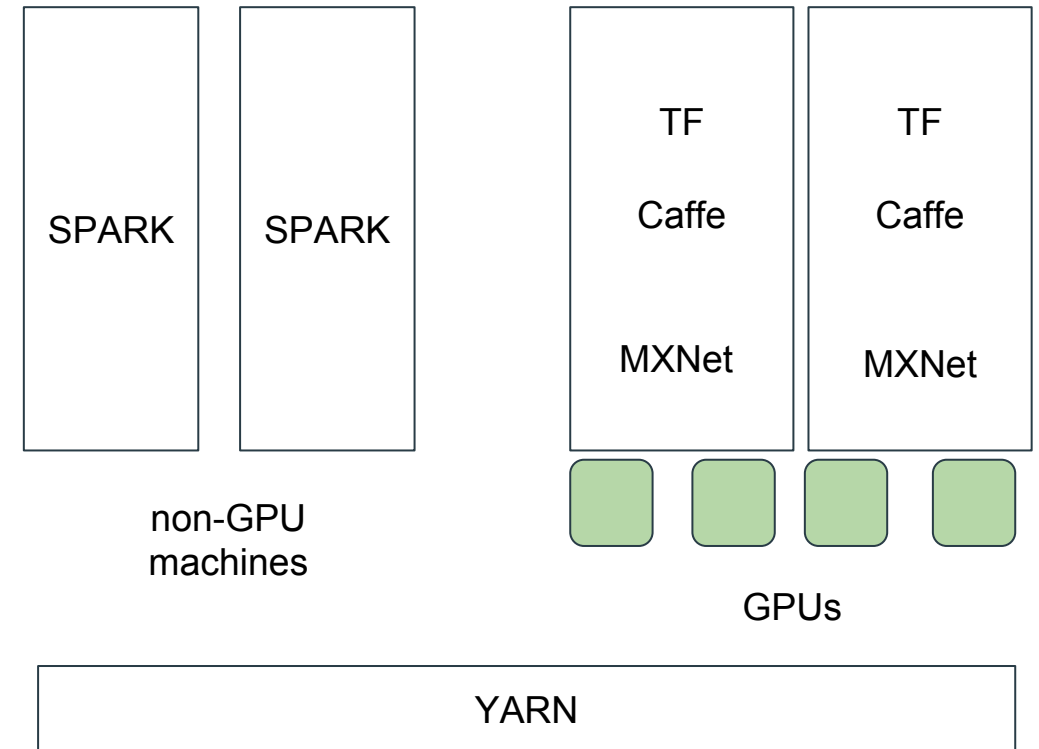 SPARK
SPARK
TF
Caffe
MXNet
TF
Caffe
MXNet
non-GPU
machines
GPUs
YARN